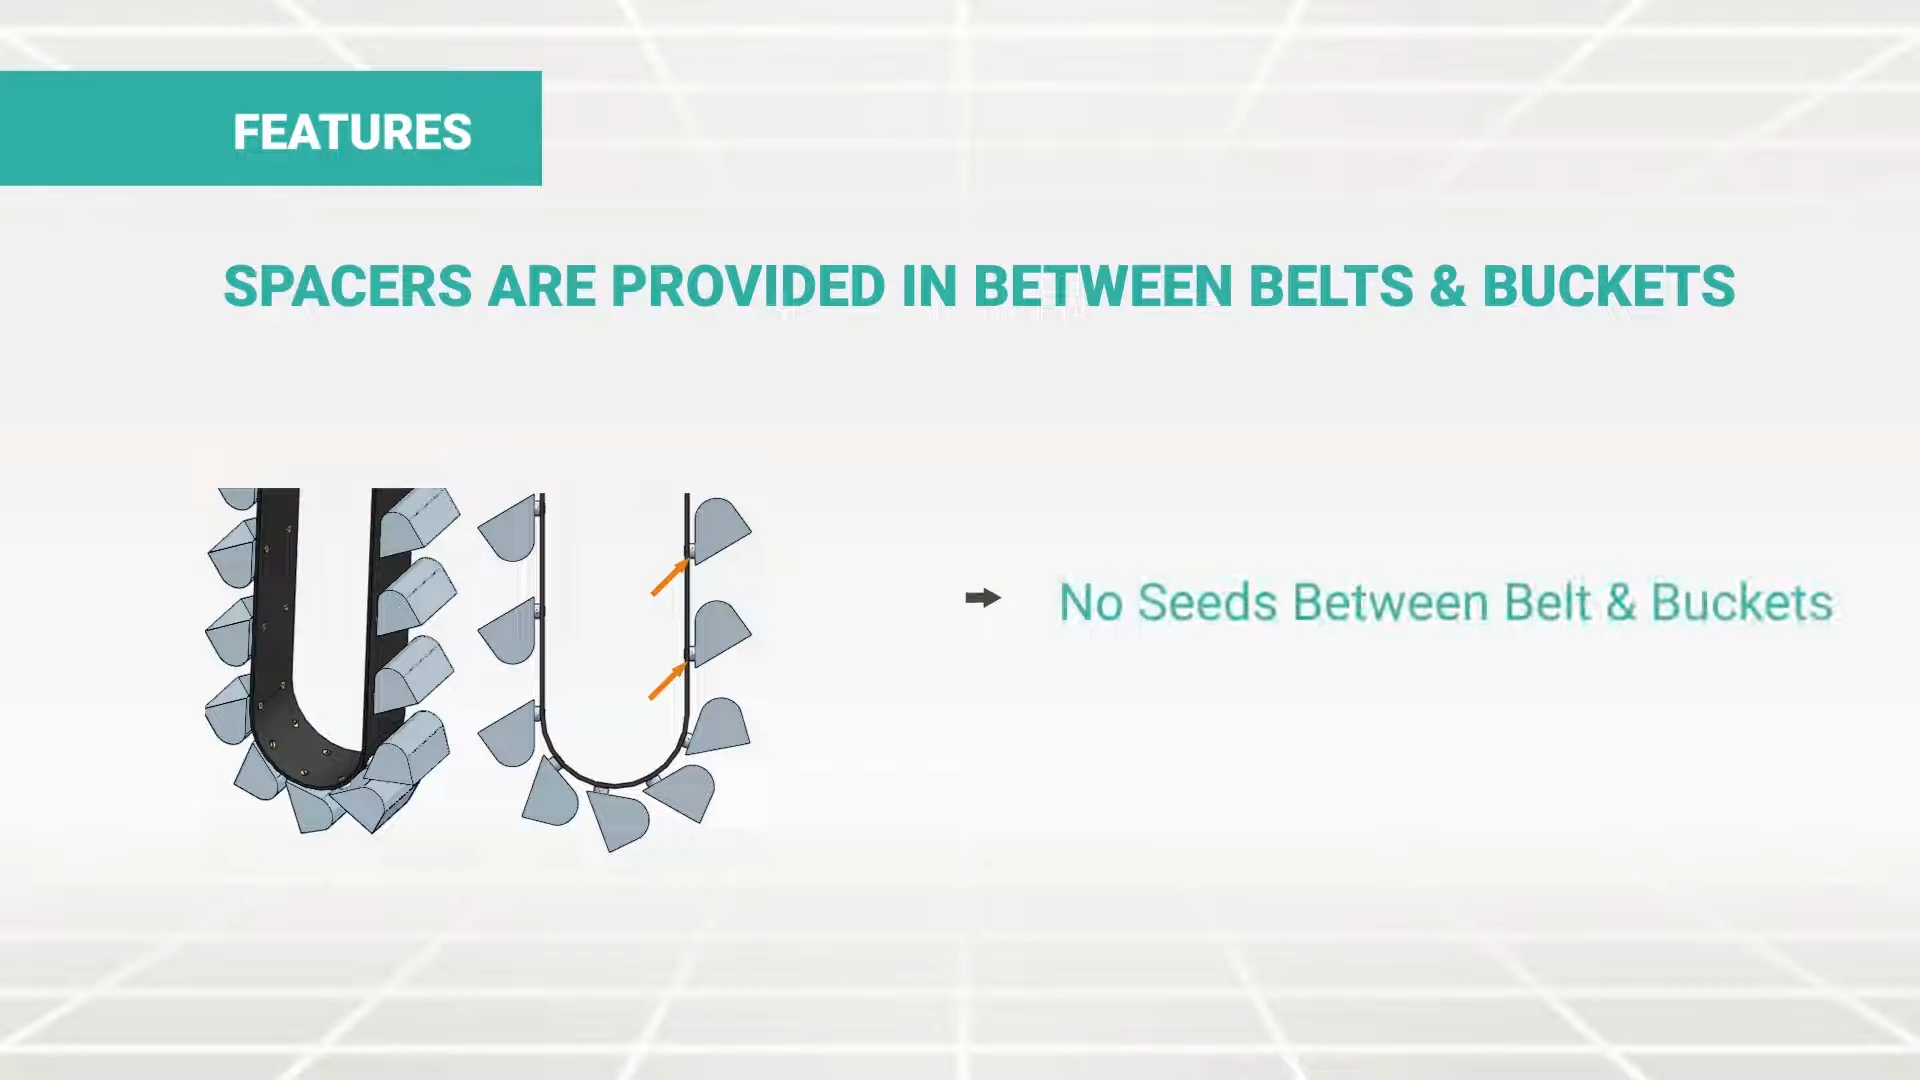 FEATURES
SPACERS ARE PROVIDED IN BETWEEN BELTS & BUCKETS
No Seeds Between Belt & Buckets